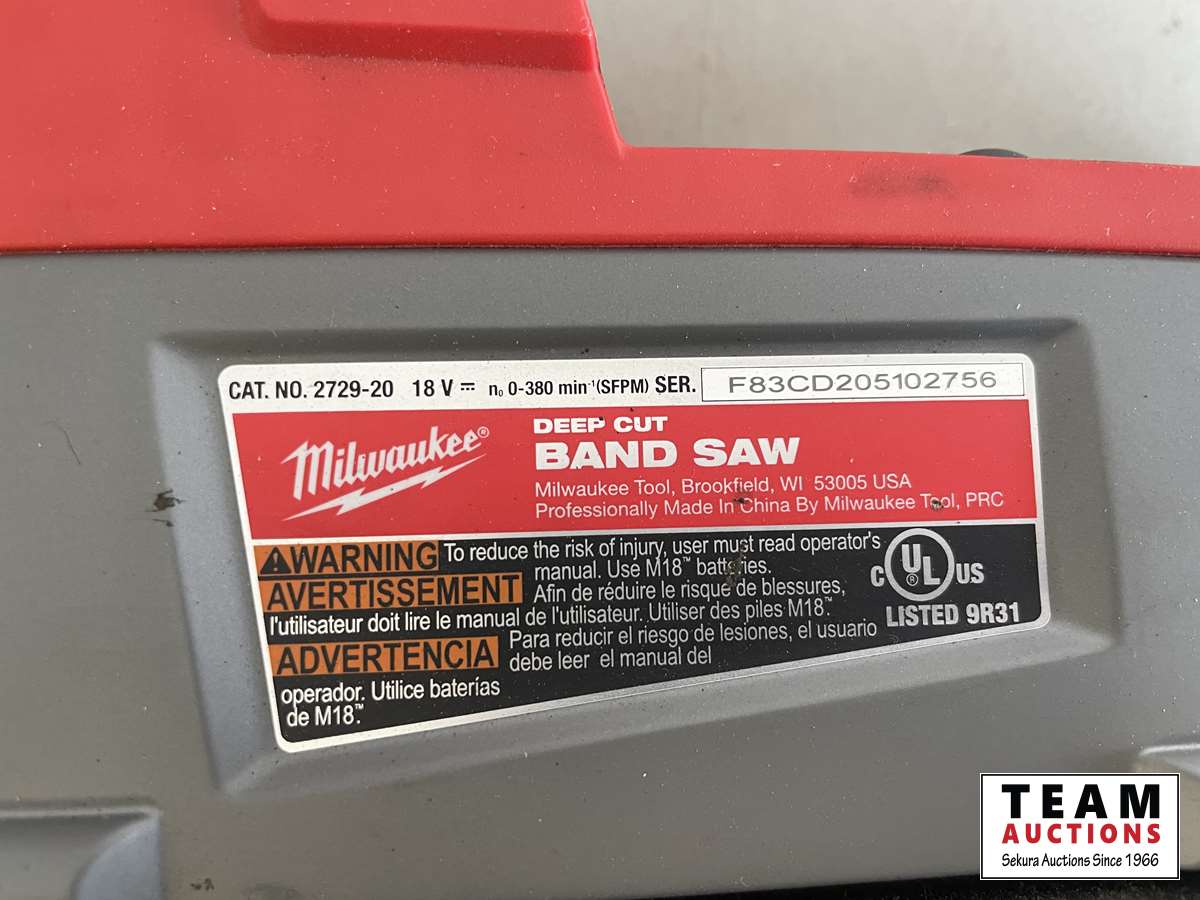 CAT. NO. 2729-20 18 V ⎓ n₀ 0-380 min⁻¹(SFPM) SER. F83CD205102756
Milwaukee®
DEEP CUT
BAND SAW
Milwaukee Tool, Brookfield, WI 53005 USA
Professionally Made In China By Milwaukee Tool, PRC
WARNING To reduce the risk of injury, user must read operator's
manual. Use M18™ batteries.
AVERTISSEMENT Afin de réduire le risque de blessures,
l'utilisateur doit lire le manuel de l'utilisateur. Utiliser des piles M18™.
ADVERTENCIA Para reducir el riesgo de lesiones, el usuario
debe leer el manual del
operador. Utilice baterías
de M18™.
C UL® US
LISTED 9R31
TEAM
AUCTIONS
Sekura Auctions Since 1966